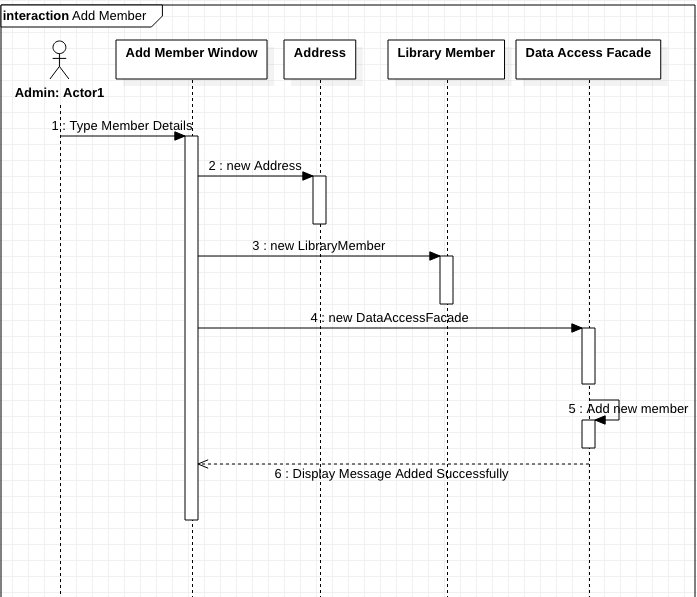 interaction Add Member
Add Member Window
Address
Library Member
Data Access Facade
Admin: Actor1
1 : Type Member Details
2 : new Address
3 : new LibraryMember
4 : new DataAccessFacade
5 : Add new member
6 : Display Message Added Successfully